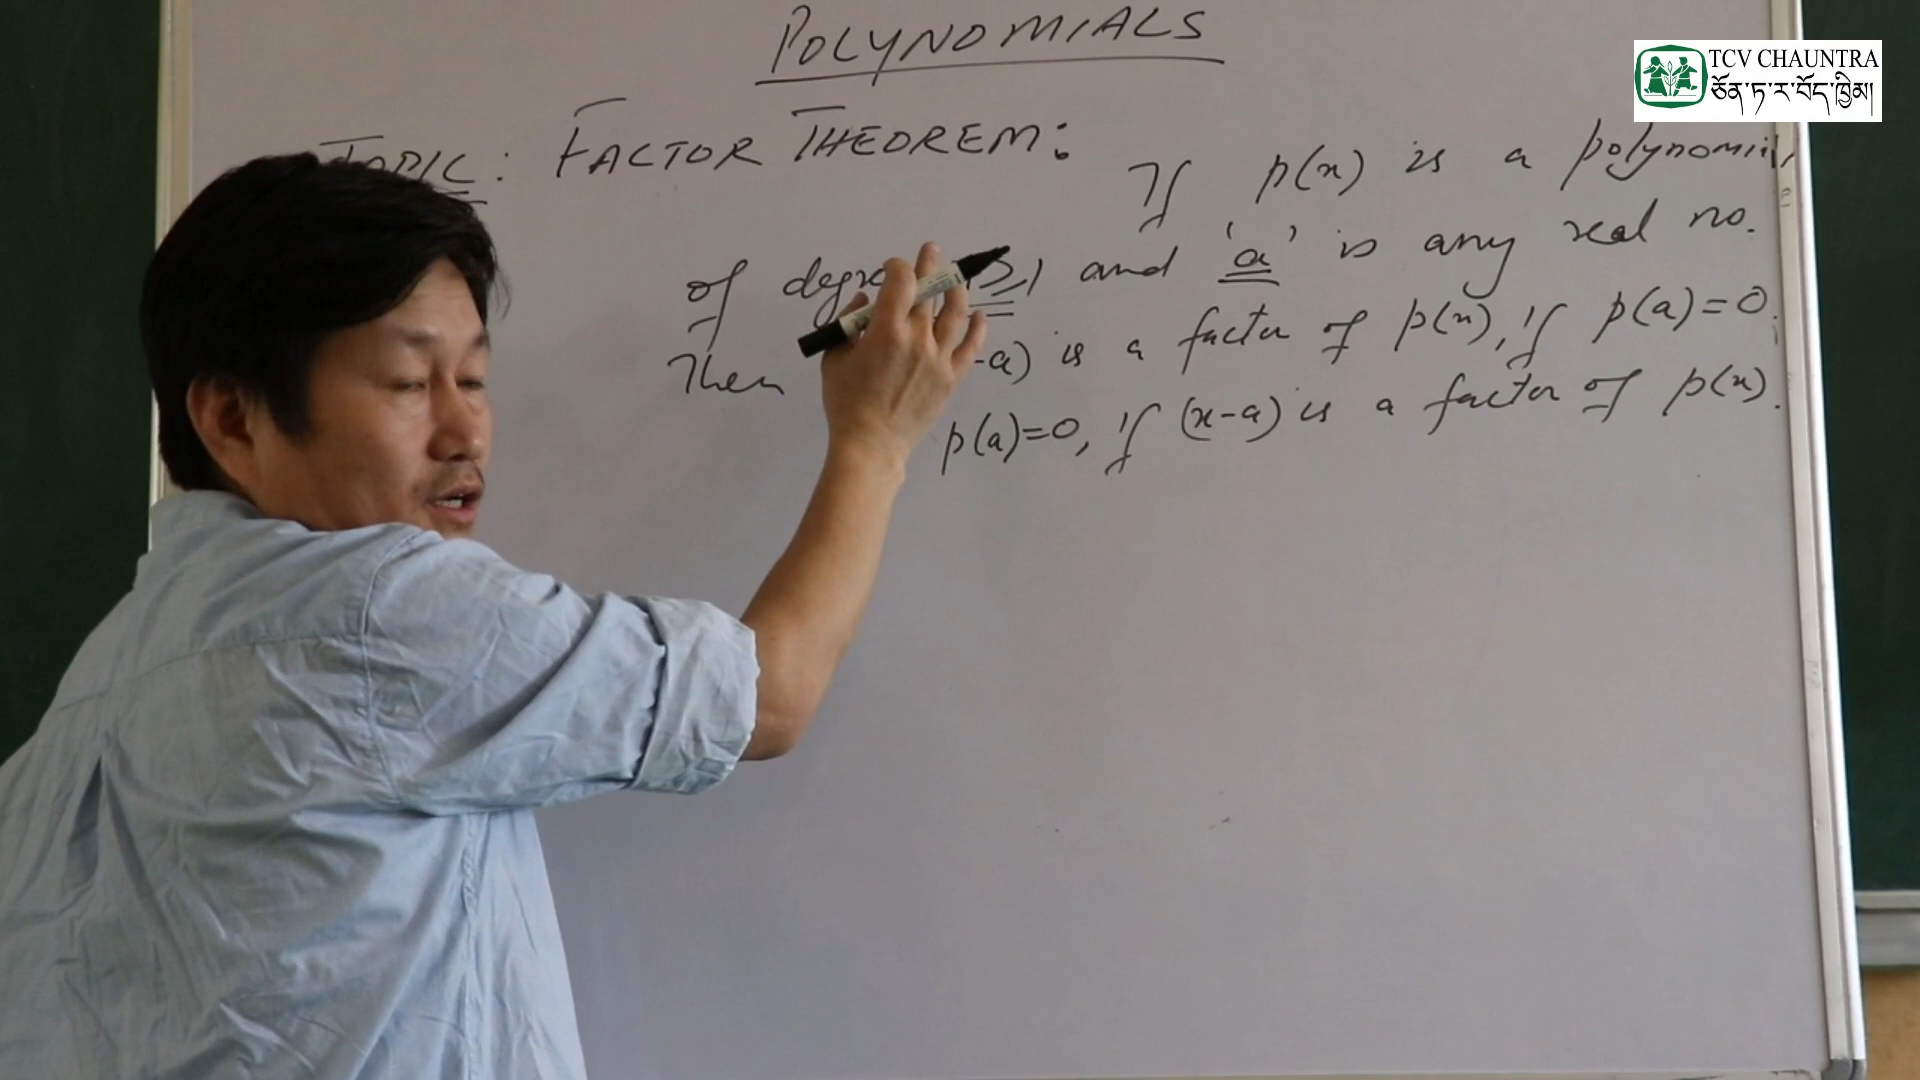 POLYNOMIALS
TOPIC : FACTOR THEOREM :
If p(x) is a polynomial
of degree ≥1 and 'a' is any real no.
Then -a) is a factor of p(x), if p(a)=0.
p(a)=0, if (x-a) is a factor of p(x).
TCV CHAUNTRA
ཅོན་ཏ་ར་བོད་ཁྱིམ།